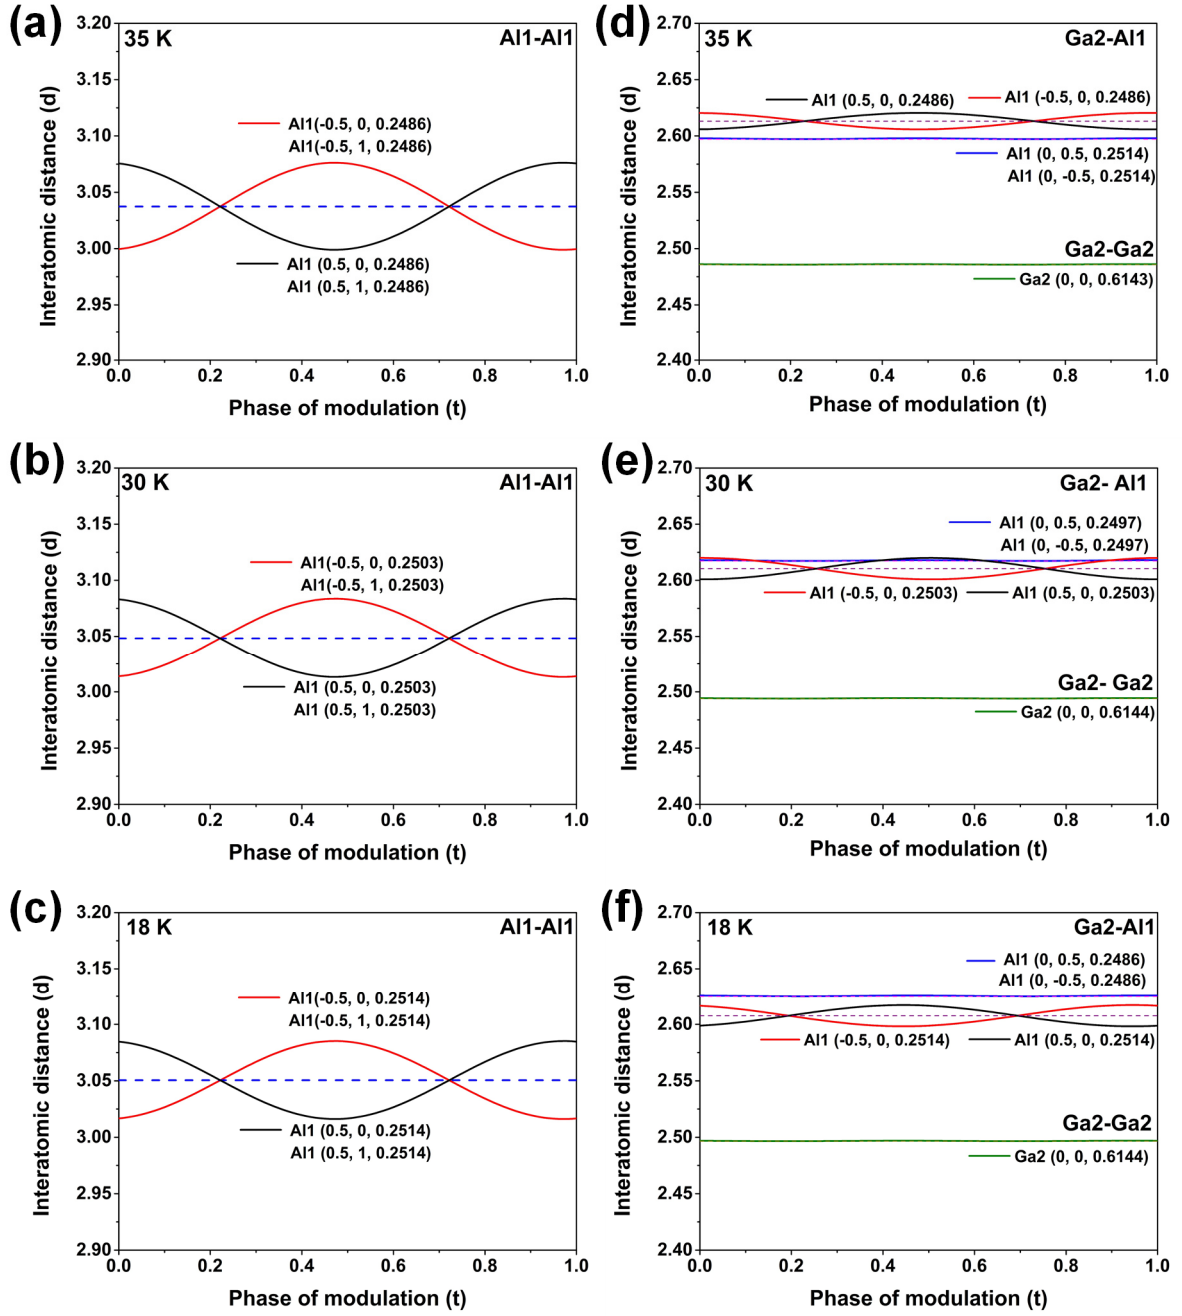 (a)
35 K
Al1-Al1
3.20
3.15
3.10
3.05
3.00
2.95
2.90
Interatomic distance (d)
Al1(-0.5, 0, 0.2486)
Al1(-0.5, 1, 0.2486)
Al1 (0.5, 0, 0.2486)
Al1 (0.5, 1, 0.2486)
0.0 0.2 0.4 0.6 0.8 1.0
Phase of modulation (t)
(d)
35 K
Ga2-Al1
2.70
2.65
2.60
2.55
2.50
2.45
2.40
Interatomic distance (d)
Al1 (0.5, 0, 0.2486)
Al1 (-0.5, 0, 0.2486)
Al1 (0, 0.5, 0.2514)
Al1 (0, -0.5, 0.2514)
Ga2-Ga2
Ga2 (0, 0, 0.6143)
0.0 0.2 0.4 0.6 0.8 1.0
Phase of modulation (t)
(b)
30 K
Al1-Al1
3.20
3.15
3.10
3.05
3.00
2.95
2.90
Interatomic distance (d)
Al1(-0.5, 0, 0.2503)
Al1(-0.5, 1, 0.2503)
Al1 (0.5, 0, 0.2503)
Al1 (0.5, 1, 0.2503)
0.0 0.2 0.4 0.6 0.8 1.0
Phase of modulation (t)
(e)
30 K
Ga2- Al1
2.70
2.65
2.60
2.55
2.50
2.45
2.40
Interatomic distance (d)
Al1 (0, 0.5, 0.2497)
Al1 (0, -0.5, 0.2497)
Al1 (-0.5, 0, 0.2503)
Al1 (0.5, 0, 0.2503)
Ga2- Ga2
Ga2 (0, 0, 0.6144)
0.0 0.2 0.4 0.6 0.8 1.0
Phase of modulation (t)
(c)
18 K
Al1-Al1
3.20
3.15
3.10
3.05
3.00
2.95
2.90
Interatomic distance (d)
Al1(-0.5, 0, 0.2514)
Al1(-0.5, 1, 0.2514)
Al1 (0.5, 0, 0.2514)
Al1 (0.5, 1, 0.2514)
0.0 0.2 0.4 0.6 0.8 1.0
Phase of modulation (t)
(f)
18 K
Ga2-Al1
2.70
2.65
2.60
2.55
2.50
2.45
2.40
Interatomic distance (d)
Al1 (0, 0.5, 0.2486)
Al1 (0, -0.5, 0.2486)
Al1 (-0.5, 0, 0.2514)
Al1 (0.5, 0, 0.2514)
Ga2-Ga2
Ga2 (0, 0, 0.6144)
0.0 0.2 0.4 0.6 0.8 1.0
Phase of modulation (t)